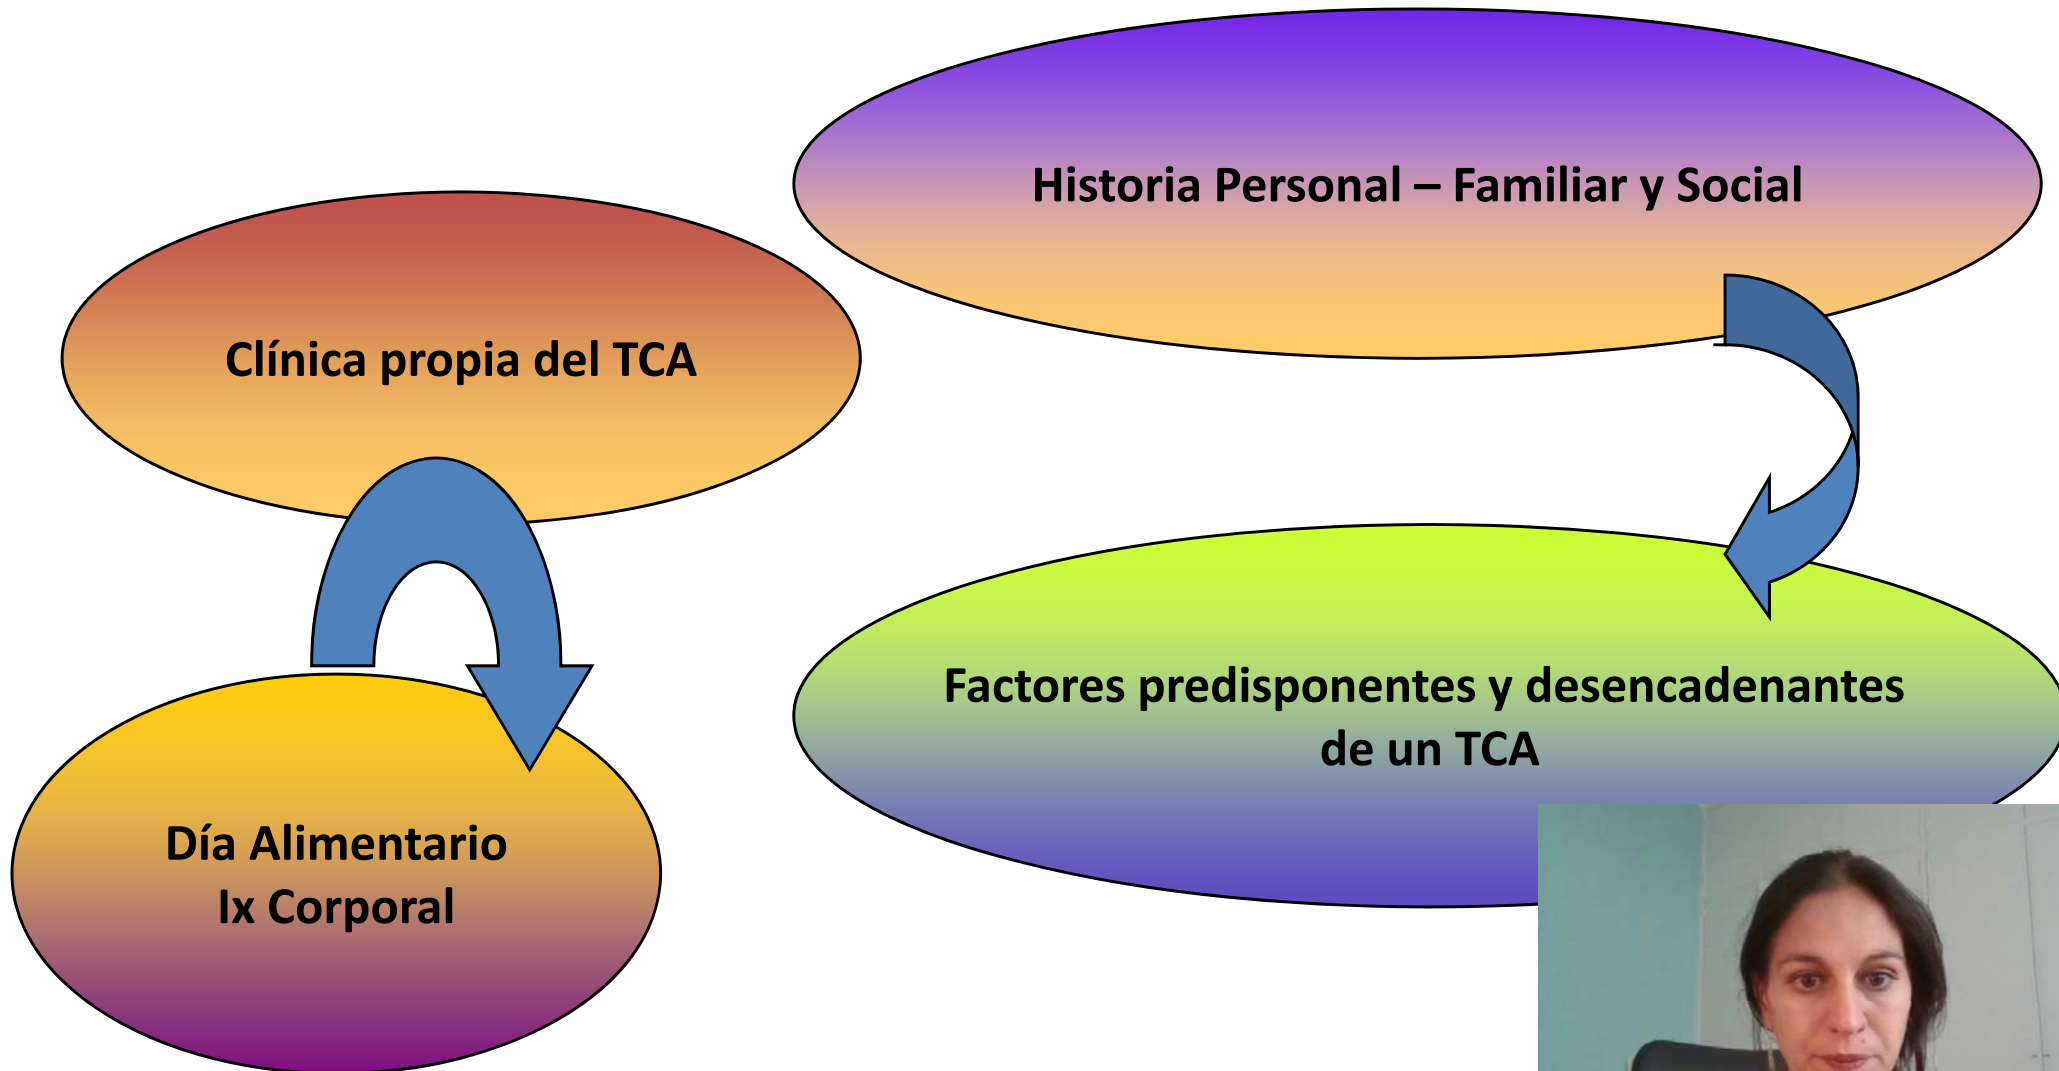 Historia Personal – Familiar y Social
Clínica propia del TCA
Factores predisponentes y desencadenantes
de un TCA
Día Alimentario
Ix Corporal